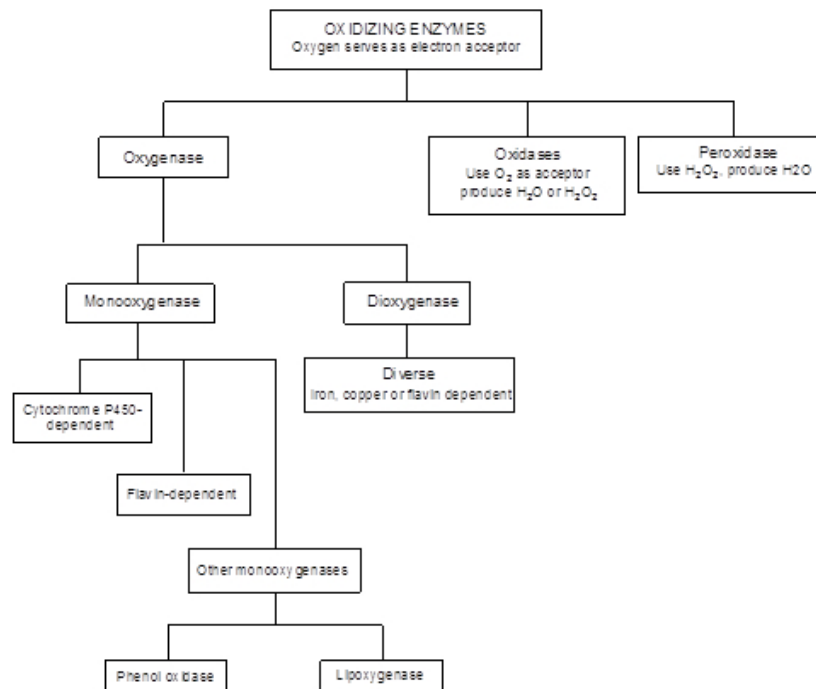 OXIDIZING ENZYMES
Oxygen serves as electron acceptor
Oxygenase
Oxidases
Use O₂ as acceptor
produce H₂O or H₂O₂
Peroxidase
Use H₂O₂, produce H2O
Monooxygenase
Dioxygenase
Diverse
Iron, copper or flavin dependent
Cytochrome P450-
dependent
Flavin-dependent
Other monooxygenases
Phenol oxidase
Lipoxygenase